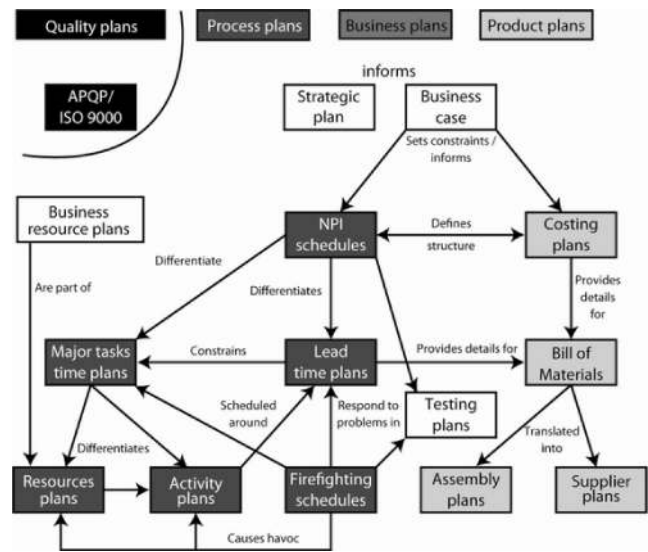 Quality plans
Process plans
Business plans
Product plans
APQP/
ISO 9000
informs
Strategic
plan
Business
case
Sets constraints /
informs
Business
resource plans
NPI
schedules
Defines
structure
Costing
plans
Differentiate
Are part of
Differentiates
Provides
details
for
Major tasks
time plans
Constrains
Lead
time plans
Provides details for
Bill of
Materials
Scheduled
around
Respond to
problems in
Testing
plans
Differentiates
Translated
into
Resources
plans
Activity
plans
Firefighting
schedules
Assembly
plans
Supplier
plans
Causes havoc